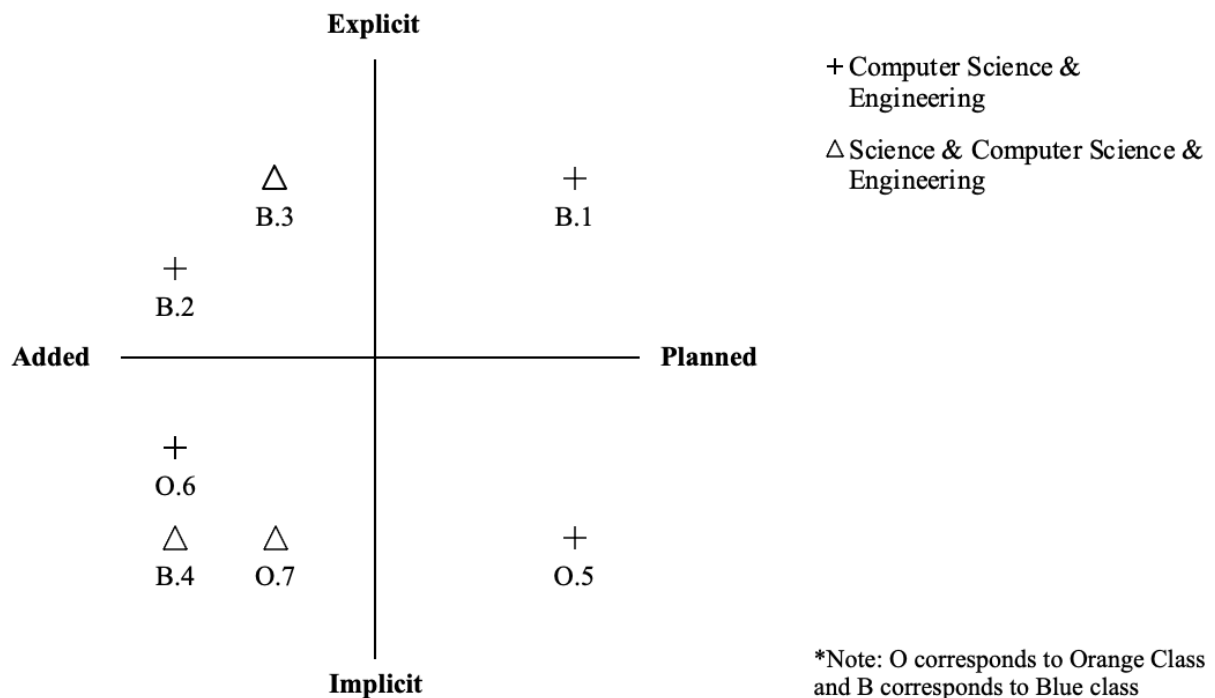 Explicit
+ Computer Science &
Engineering
△ Science & Computer Science &
Engineering
B.3
B.1
B.2
Added
Planned
O.6
B.4
O.7
O.5
Implicit
*Note: O corresponds to Orange Class
and B corresponds to Blue class